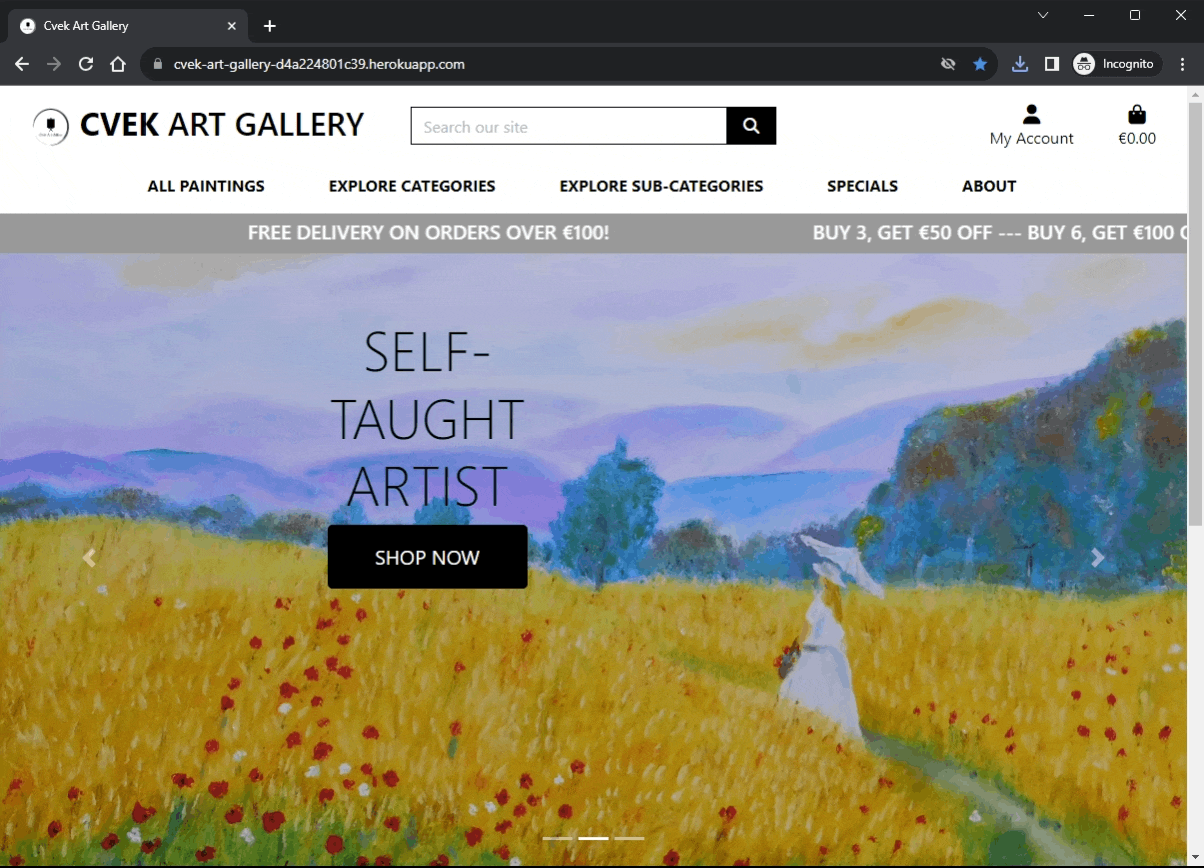 Cvek Art Gallery
cvek-art-gallery-d4a224801c39.herokuapp.com
Incognito
CVEK ART GALLERY
Search our site
My Account
€0.00
ALL PAINTINGS
EXPLORE CATEGORIES
EXPLORE SUB-CATEGORIES
SPECIALS
ABOUT
FREE DELIVERY ON ORDERS OVER €100!
BUY 3, GET €50 OFF --- BUY 6, GET €100
SELF-
TAUGHT
ARTIST
SHOP NOW